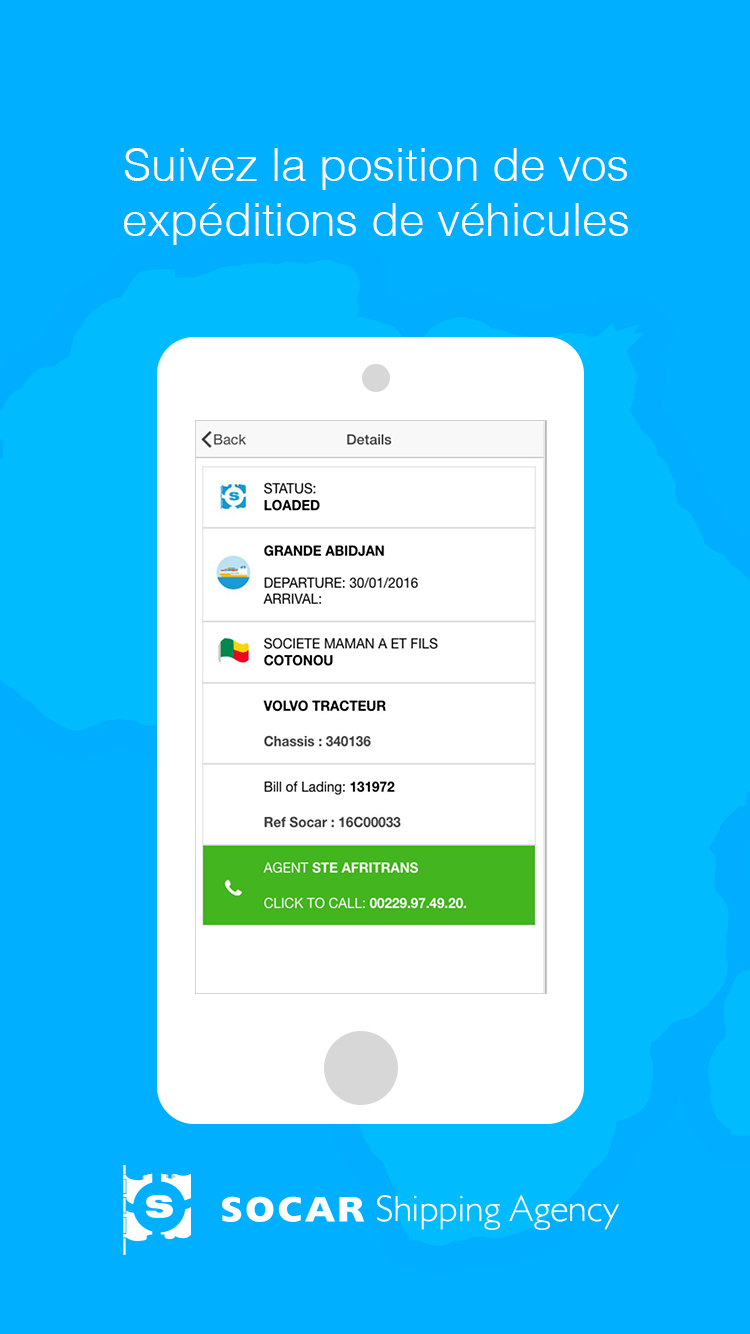 Suivez la position de vos
expéditions de véhicules
Back
Details
STATUS:
LOADED
GRANDE ABIDJAN
DEPARTURE: 30/01/2016
ARRIVAL:
SOCIETE MAMAN A ET FILS
COTONOU
VOLVO TRACTEUR
Chassis : 340136
Bill of Lading: 131972
Ref Socar : 16C00033
AGENT STE AFRITRANS
CLICK TO CALL: 00229.97.49.20.
S SOCAR Shipping Agency